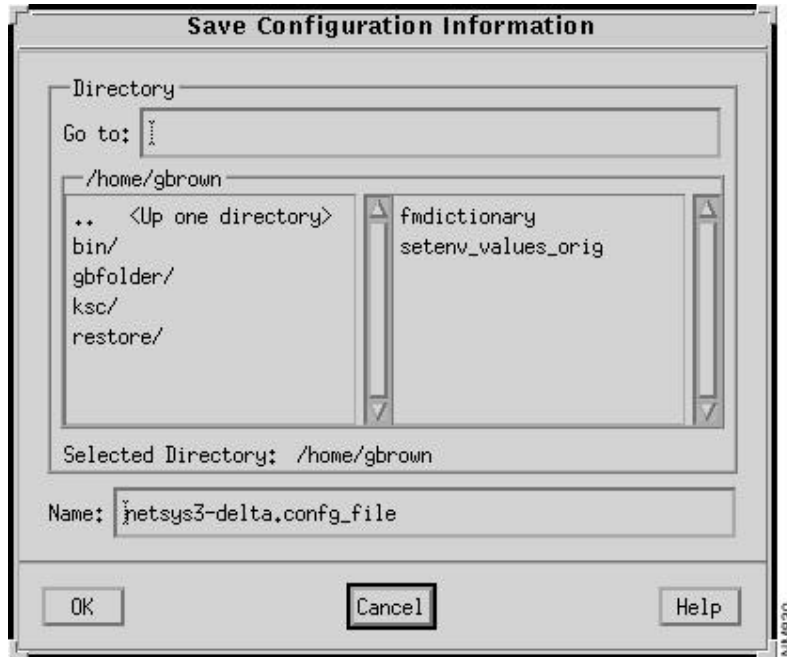 Save Configuration Information
Directory
Go to:
/home/gbrown
.. <Up one directory>
bin/
gbfolder/
ksc/
restore/
fmdictionary
setenv_values_orig
Selected Directory: /home/gbrown
Name: netsys3-delta.confg_file
OK
Cancel
Help